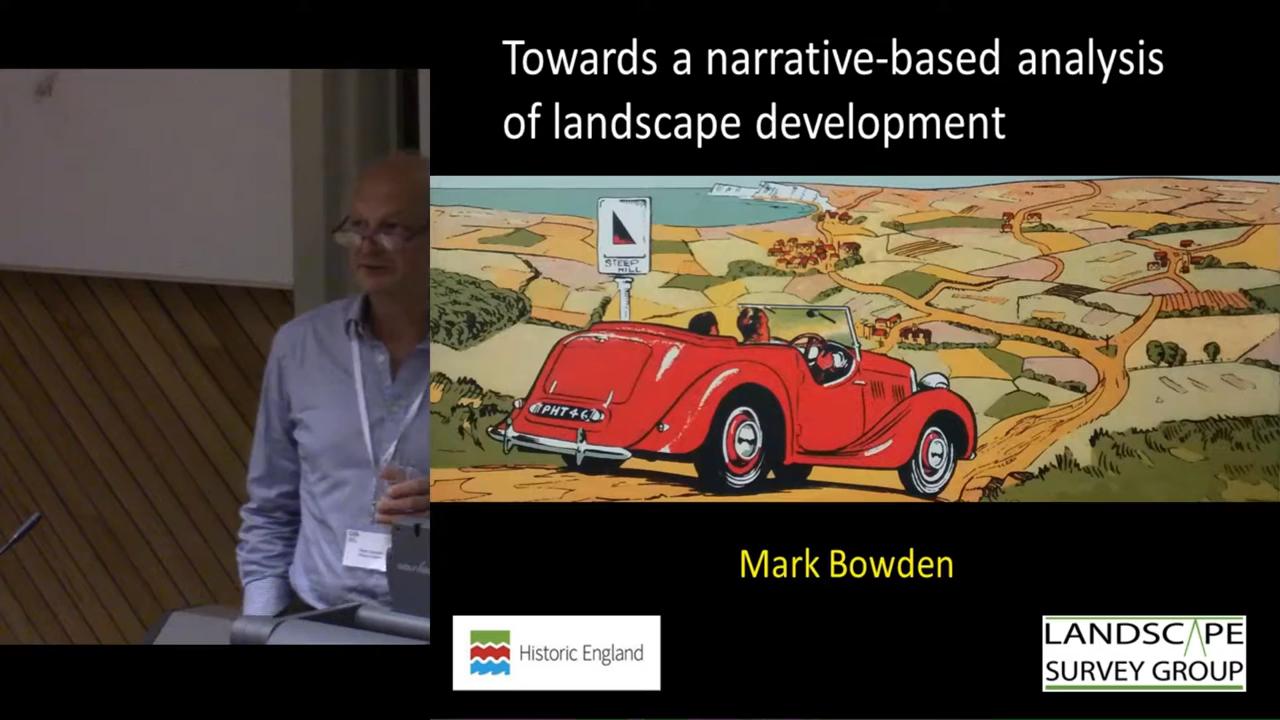 Towards a narrative-based analysis
of landscape development
STEEP
HILL
PHT 46
Mark Bowden
Historic England
LANDSCAPE
SURVEY GROUP